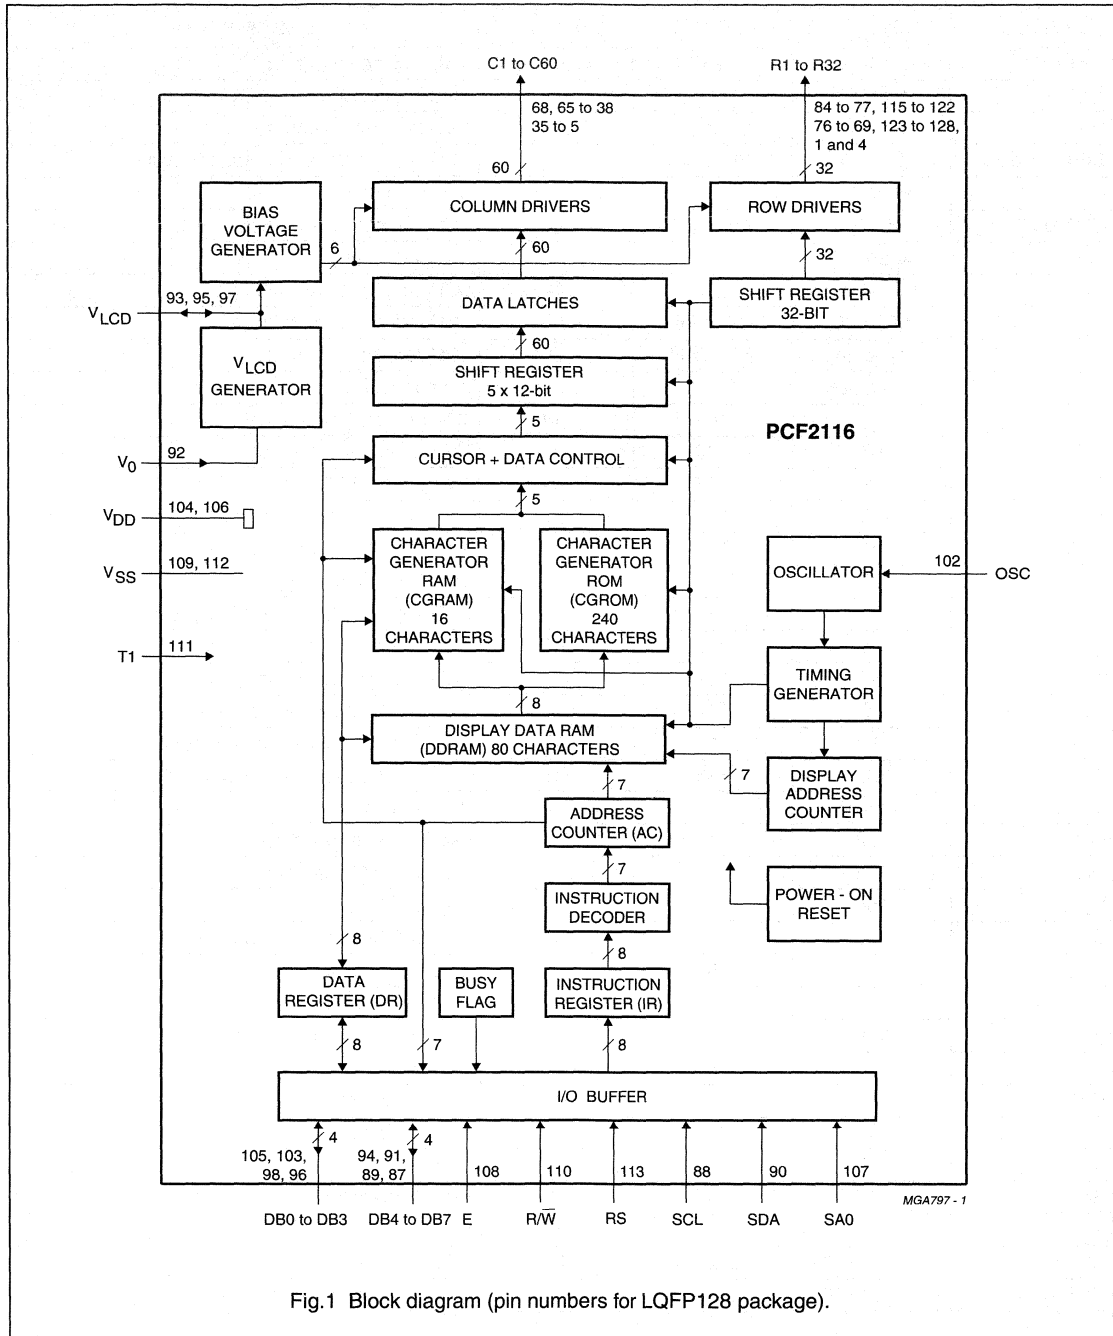 C1 to C60
R1 to R32
68, 65 to 38
35 to 5
84 to 77, 115 to 122
76 to 69, 123 to 128,
1 and 4
60
32
BIAS
VOLTAGE
GENERATOR
COLUMN DRIVERS
ROW DRIVERS
6
60
32
93, 95, 97
VLCD
DATA LATCHES
SHIFT REGISTER
32-BIT
60
VLCD
GENERATOR
SHIFT REGISTER
5 x 12-bit
5
PCF2116
92
V0
CURSOR + DATA CONTROL
5
104, 106
VDD
109, 112
VSS
CHARACTER
GENERATOR
RAM
(CGRAM)
16
CHARACTERS
CHARACTER
GENERATOR
ROM
(CGROM)
240
CHARACTERS
OSCILLATOR
102
OSC
111
T1
TIMING
GENERATOR
8
DISPLAY DATA RAM
(DDRAM) 80 CHARACTERS
7
7
DISPLAY
ADDRESS
COUNTER
ADDRESS
COUNTER (AC)
7
INSTRUCTION
DECODER
POWER - ON
RESET
8
8
DATA
REGISTER (DR)
BUSY
FLAG
INSTRUCTION
REGISTER (IR)
8
7
8
I/O BUFFER
4
4
105, 103,
98, 96
94, 91,
89, 87
108
110
113
88
90
107
MGA797 - 1
DB0 to DB3
DB4 to DB7
E
R/W̅
RS
SCL
SDA
SA0
Fig.1 Block diagram (pin numbers for LQFP128 package).